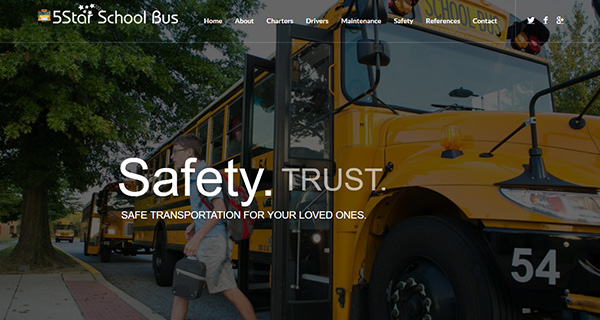 5Star School Bus
Home About Charters Drivers Maintenance Safety References Contact
SCHOOL BUS
Safety. TRUST.
SAFE TRANSPORTATION FOR YOUR LOVED ONES.
54